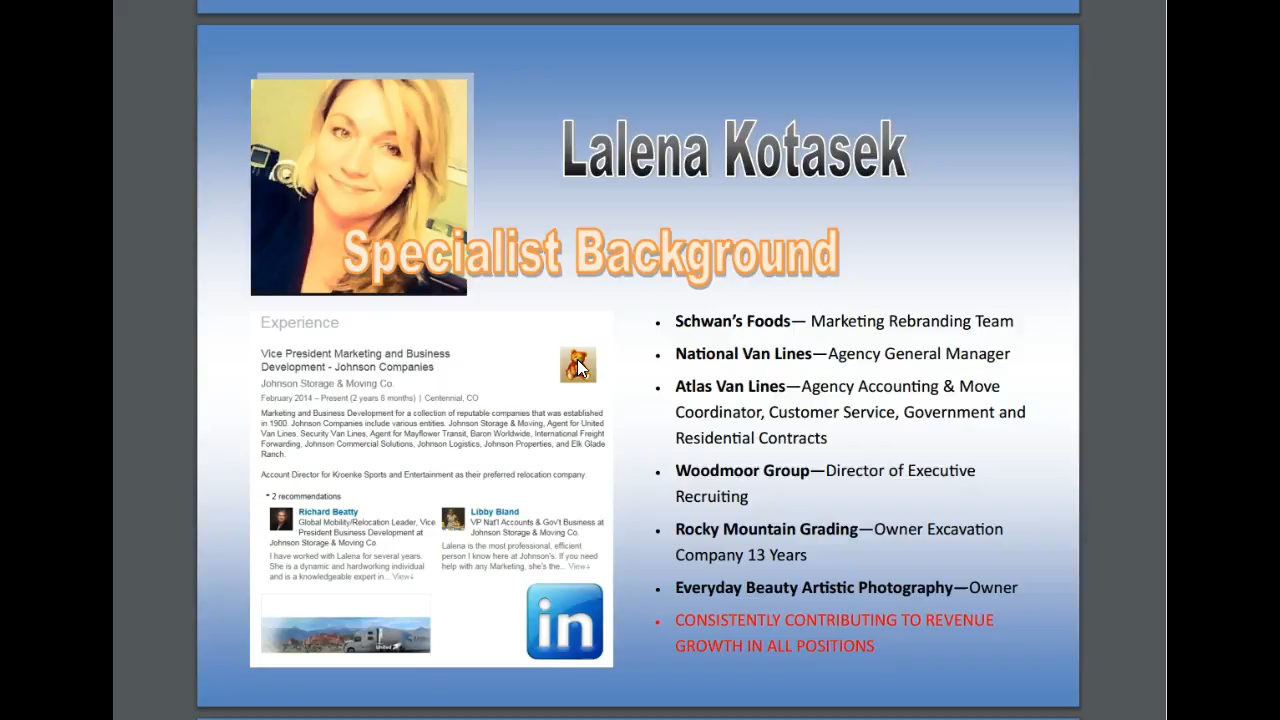 Lalena Kotasek
Specialist Background
Experience
Vice President Marketing and Business
Development - Johnson Companies
Johnson Storage & Moving Co.
February 2014 – Present (2 years 6 months) | Centennial, CO
Marketing and Business Development for a collection of reputable companies that was established
in 1900. Johnson Companies include various entities. Johnson Storage & Moving, Agent for United
Van Lines, Security Van Lines, Agent for Mayflower Transit, Baron Worldwide, International Freight
Forwarding, Johnson Commercial Solutions, Johnson Logistics, Johnson Properties, and Elk Glade
Ranch.
Account Director for Kroenke Sports and Entertainment as their preferred relocation company.
2 recommendations
Richard Beatty
Global Mobility/Relocation Leader, Vice
President Business Development at
Johnson Storage & Moving Co.
I have worked with Lalena for several years.
She is a dynamic and hardworking individual
and is a knowledgeable expert in... View↓
Libby Bland
VP Nat'l Accounts & Gov't Business at
Johnson Storage & Moving Co.
Lalena is the most professional, efficient
person I know here at Johnson's. If you need
help with any Marketing, she's the... View↓
United
in
• Schwan's Foods— Marketing Rebranding Team
• National Van Lines—Agency General Manager
• Atlas Van Lines—Agency Accounting & Move
Coordinator, Customer Service, Government and
Residential Contracts
• Woodmoor Group—Director of Executive
Recruiting
• Rocky Mountain Grading—Owner Excavation
Company 13 Years
• Everyday Beauty Artistic Photography—Owner
• CONSISTENTLY CONTRIBUTING TO REVENUE
GROWTH IN ALL POSITIONS